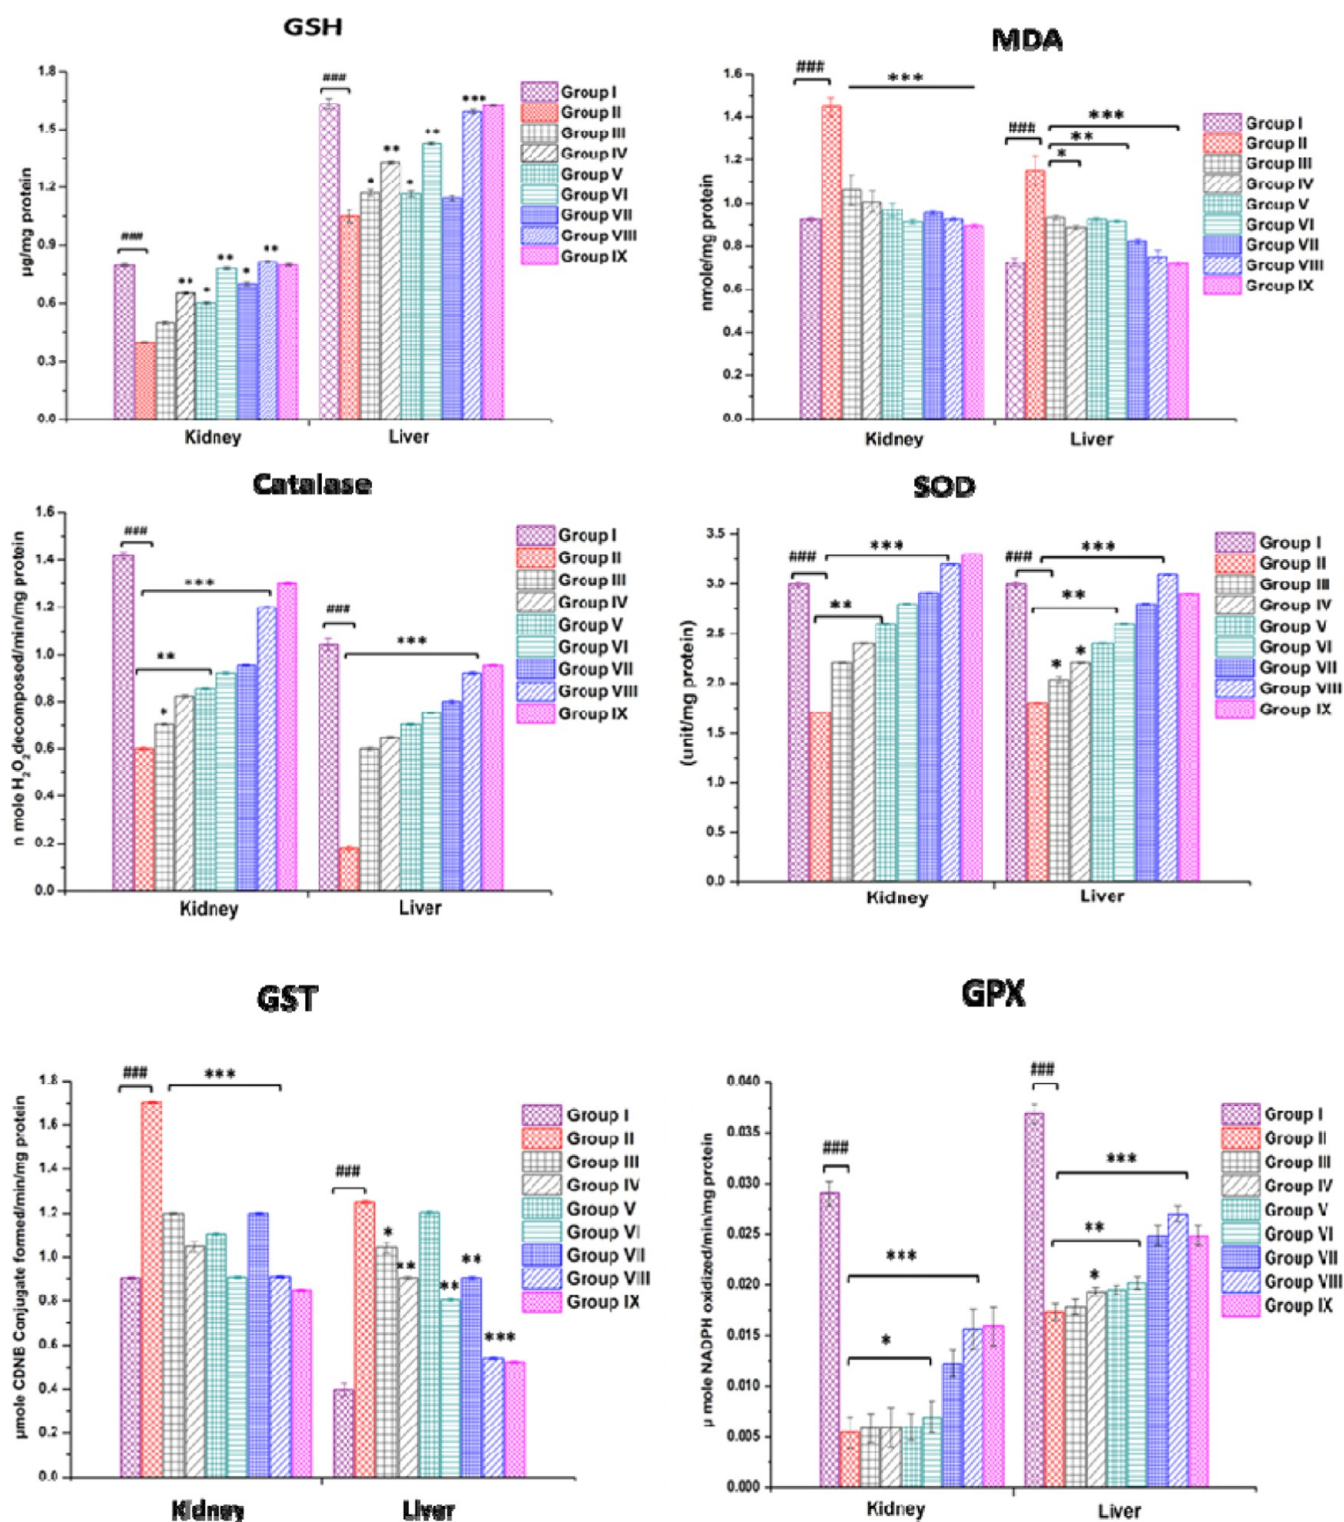 GSH
1.8
1.5
1.2
0.9
0.6
0.3
0.0
µg/mg protein
###
**
*
**
*
**
###
*
**
*
**
***
Kidney
Liver
Group I
Group II
Group III
Group IV
Group V
Group VI
Group VII
Group VIII
Group IX
MDA
1.6
1.4
1.2
1.0
0.8
0.6
0.4
0.2
0.0
nmole/mg protein
###
***
###
***
**
*
Kidney
Liver
Group I
Group II
Group III
Group IV
Group V
Group VI
Group VII
Group VIII
Group IX
Catalase
1.6
1.4
1.2
1.0
0.8
0.6
0.4
0.2
0.0
n mole H2O2decomposed/min/mg protein
###
***
**
*
###
***
Kidney
Liver
Group I
Group II
Group III
Group IV
Group V
Group VI
Group VII
Group VIII
Group IX
SOD
3.5
3.0
2.5
2.0
1.5
1.0
0.5
0.0
(unit/mg protein)
###
***
**
###
***
**
*
*
Kidney
Liver
Group I
Group II
Group III
Group IV
Group V
Group VI
Group VII
Group VIII
Group IX
GST
1.8
1.6
1.4
1.2
1.0
0.8
0.6
0.4
0.2
0.0
µmole CDNB Conjugate formed/min/mg protein
###
***
###
*
**
**
**
***
Kidney
Liver
Group I
Group II
Group III
Group IV
Group V
Group VI
Group VII
Group VIII
Group IX
GPX
0.040
0.035
0.030
0.025
0.020
0.015
0.010
0.005
0.000
µ mole NADPH oxidized/min/mg protein
###
***
*
###
***
**
*
Kidney
Liver
Group I
Group II
Group III
Group IV
Group V
Group VI
Group VII
Group VIII
Group IX